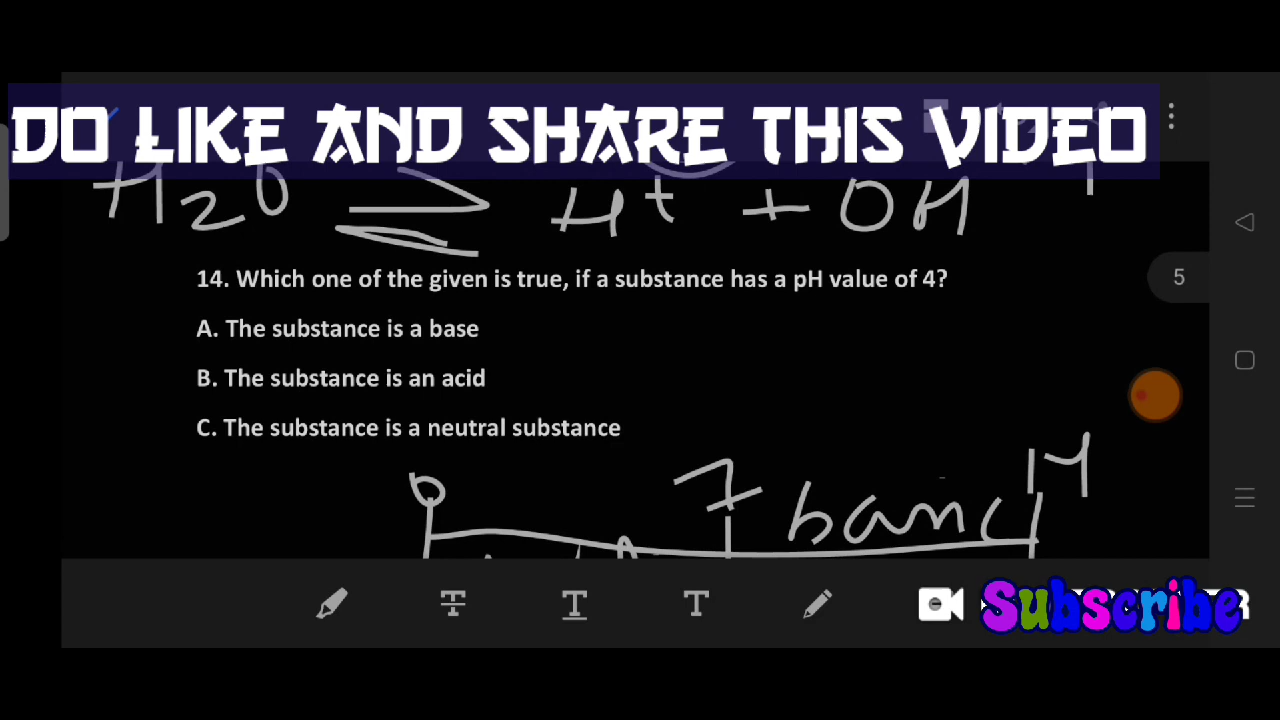 DO LIKE AND SHARE THIS VIDEO
H2O ⇌ H+ + OH
14. Which one of the given is true, if a substance has a pH value of 4?
5
A. The substance is a base
B. The substance is an acid
C. The substance is a neutral substance
0 7 14
Subscribe